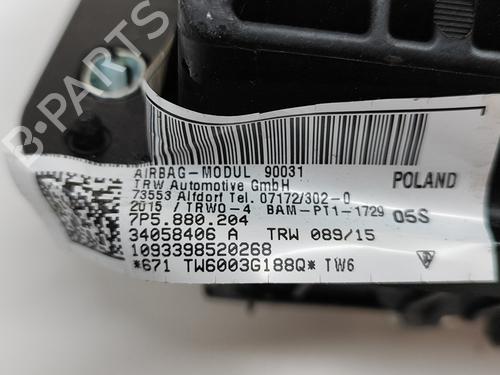 B-PARTS
AIRBAG-MODUL 90031
TRW Automotive GmbH
73553 Alfdorf Tel. 07172/302-0
2015 / TRWO-4 BAM-PT1-1729
7P5.880.204
34058406 A TRW 089/15
1093398520268
*671 TW6003G188Q* TW6
POLAND
05S